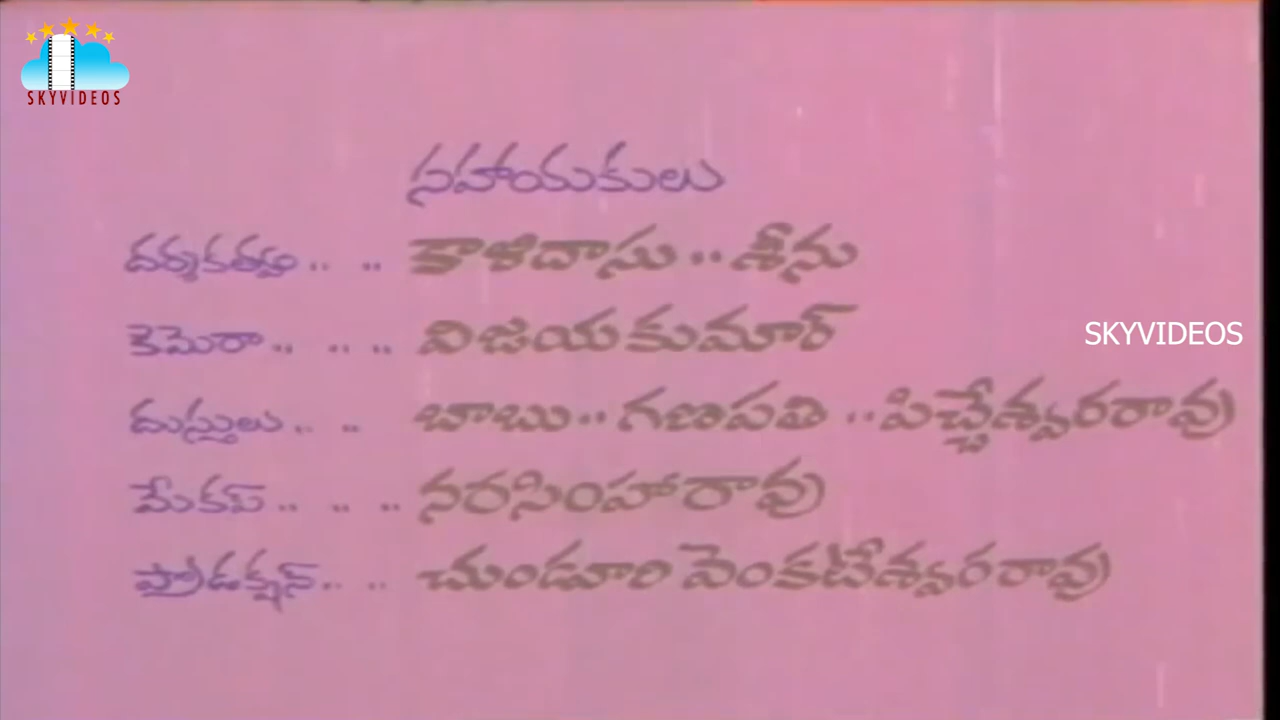 SKYVIDEOS
సహాయకులు
దర్శకత్వం .. .. కాళిదాసు .. శీను
కెమెరా .. .. .. విజయకుమార్
SKYVIDEOS
దుస్తులు .. .. బాబు .. గణపతి .. పిచ్చేశ్వరరావు
మేకప్ .. .. .. నరసింహారావు
ప్రొడక్షన్ .. .. చుండూరి వెంకటేశ్వరరావు